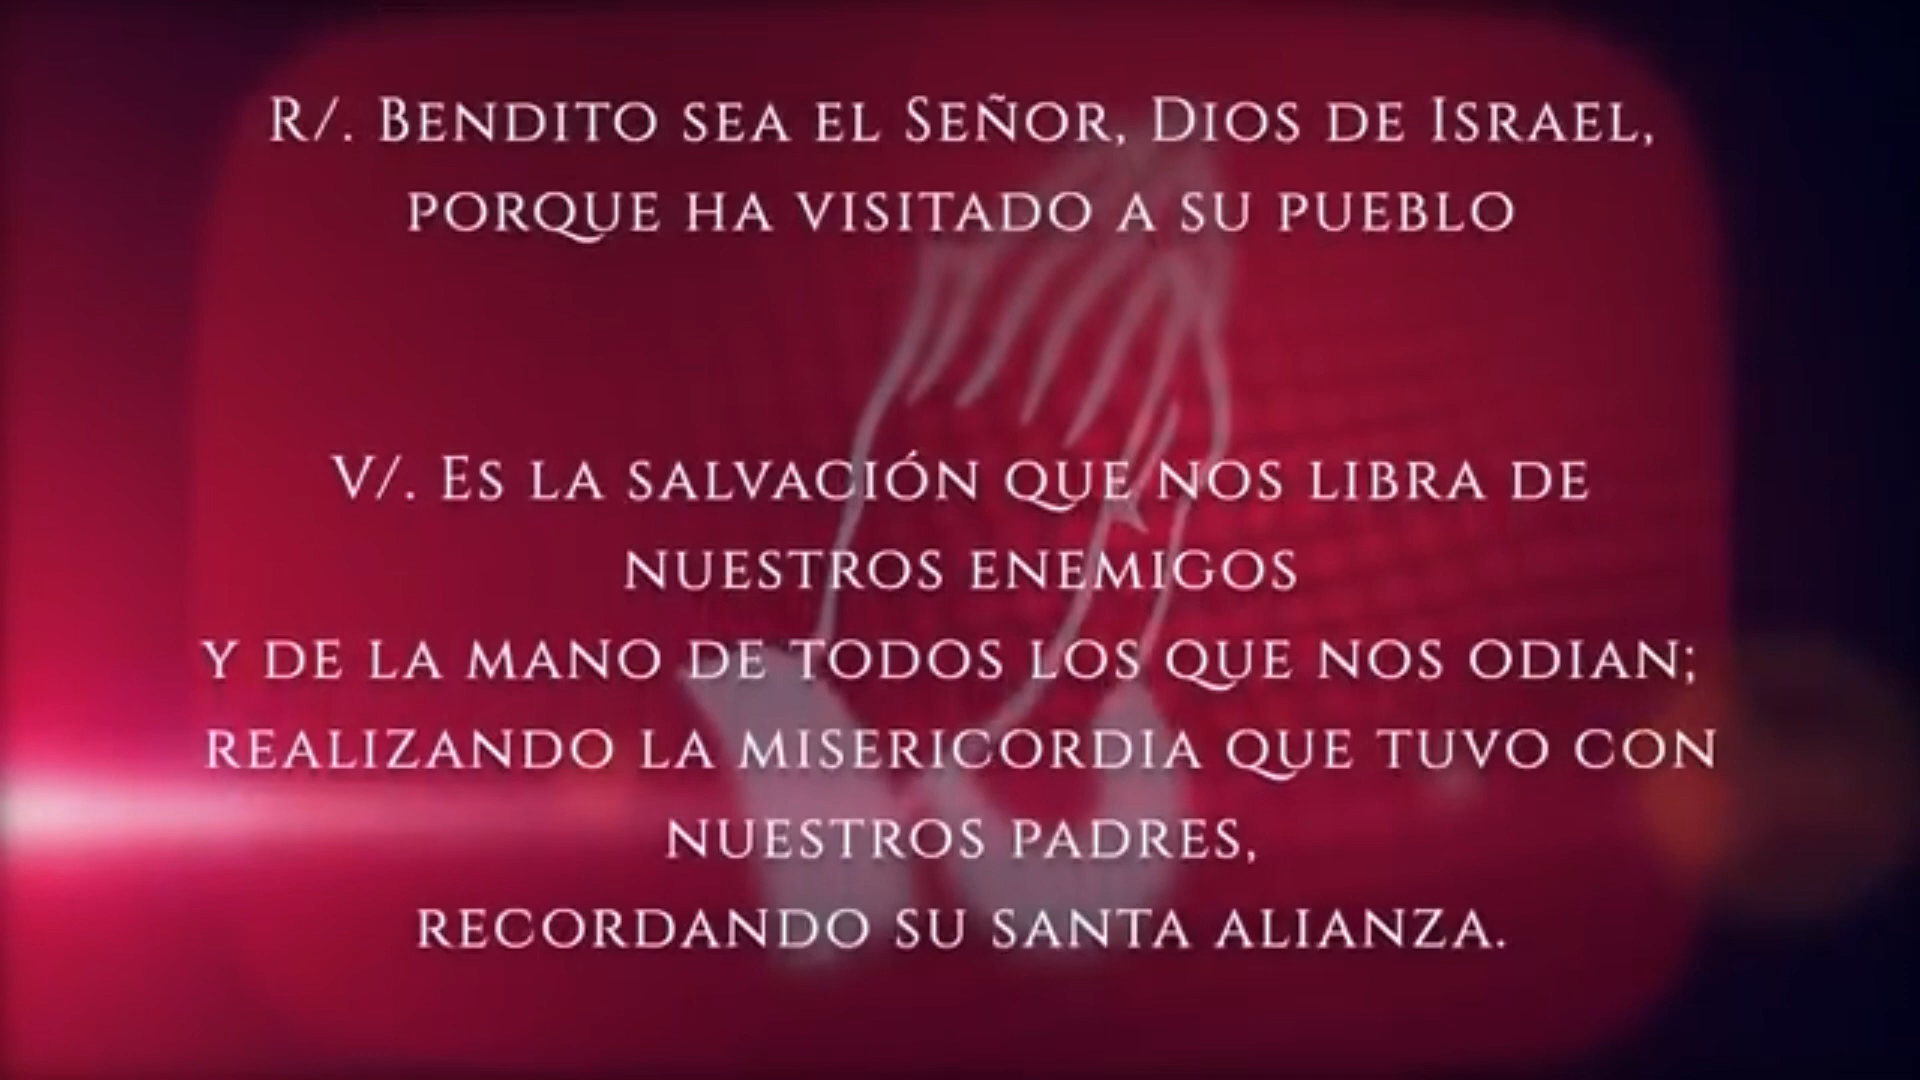 R/. Bendito sea el Señor, Dios de Israel,
porque ha visitado a su pueblo
V/. Es la salvación que nos libra de
nuestros enemigos
y de la mano de todos los que nos odian;
realizando la misericordia que tuvo con
nuestros padres,
recordando su santa alianza.